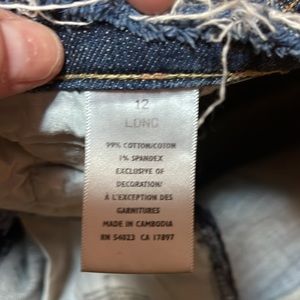 12
LONG
99% COTTON/COTON
1% SPANDEX
EXCLUSIVE OF
DECORATION/
À L'EXCEPTION DES
GARNITURES
MADE IN CAMBODIA
RN 54023 CA 17897